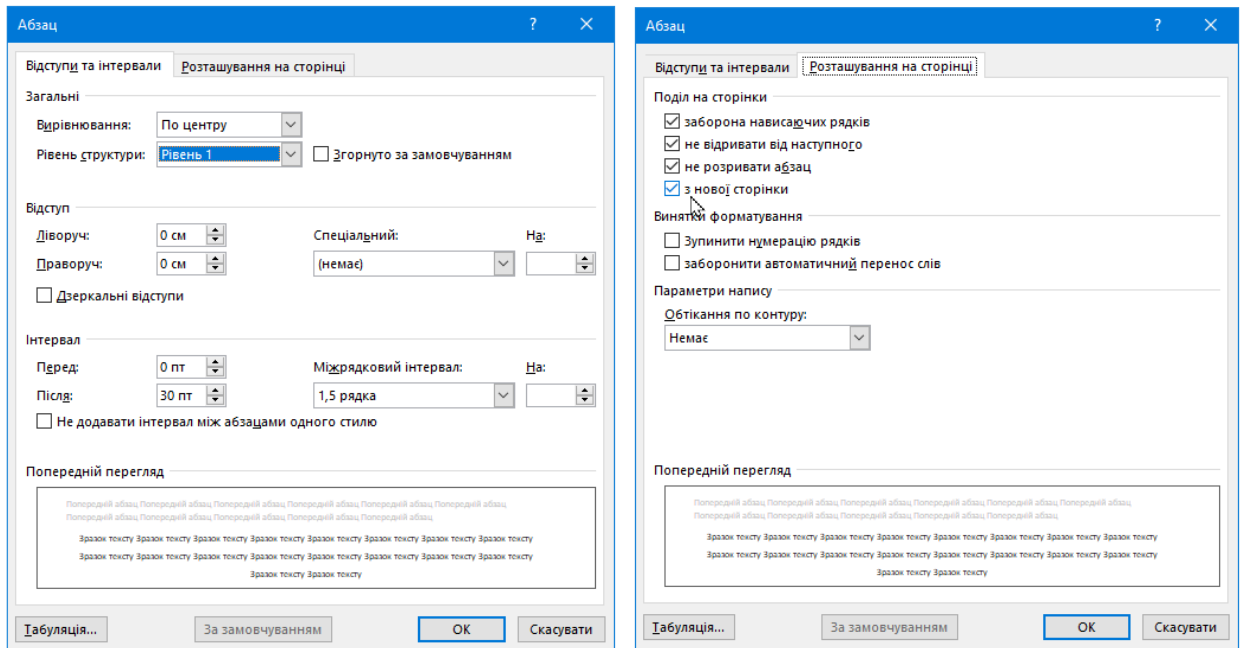 Абзац ? ×
Відступи та інтервали Розташування на сторінці
Загальні
Вирівнювання: По центру
Рівень структури: Рівень 1 Згорнуто за замовчуванням
Відступ
Ліворуч: 0 см Спеціальний: На:
Праворуч: 0 см (немає)
Дзеркальні відступи
Інтервал
Перед: 0 пт Міжрядковий інтервал: На:
Після: 30 пт 1,5 рядка
Не додавати інтервал між абзацами одного стилю
Попередній перегляд
Попередній абзац Попередній абзац Попередній абзац Попередній абзац Попередній абзац Попередній абзац
Попередній абзац Попередній абзац Попередній абзац Попередній абзац Попередній абзац
Зразок тексту Зразок тексту Зразок тексту Зразок тексту Зразок тексту Зразок тексту Зразок тексту Зразок тексту
Зразок тексту Зразок тексту Зразок тексту Зразок тексту Зразок тексту Зразок тексту Зразок тексту Зразок тексту
Зразок тексту Зразок тексту
Табуляція... За замовчуванням ОК Скасувати
Абзац ? ×
Відступи та інтервали Розташування на сторінці
Поділ на сторінки
заборона нависаючих рядків
не відривати від наступного
не розривати абзац
з нової сторінки
Винятки форматування
Зупинити нумерацію рядків
заборонити автоматичний перенос слів
Параметри напису
Обтікання по контуру:
Немає
Попередній перегляд
Попередній абзац Попередній абзац Попередній абзац Попередній абзац Попередній абзац Попередній абзац
Попередній абзац Попередній абзац Попередній абзац Попередній абзац Попередній абзац
Зразок тексту Зразок тексту Зразок тексту Зразок тексту Зразок тексту Зразок тексту Зразок тексту Зразок тексту
Зразок тексту Зразок тексту Зразок тексту Зразок тексту Зразок тексту Зразок тексту Зразок тексту Зразок тексту
Зразок тексту Зразок тексту
Табуляція... За замовчуванням ОК Скасувати